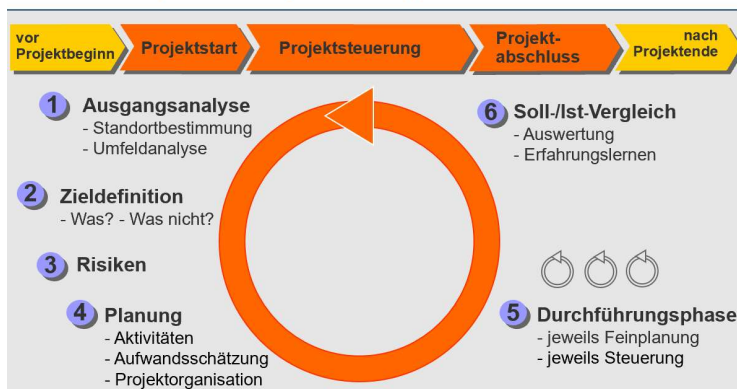 vor
Projektbeginn
Projektstart
Projektsteuerung
Projekt-
abschluss
nach
Projektende
1 Ausgangsanalyse
- Standortbestimmung
- Umfeldanalyse
2 Zieldefinition
- Was? - Was nicht?
3 Risiken
4 Planung
- Aktivitäten
- Aufwandsschätzung
- Projektorganisation
6 Soll-/Ist-Vergleich
- Auswertung
- Erfahrungslernen
5 Durchführungsphase
- jeweils Feinplanung
- jeweils Steuerung